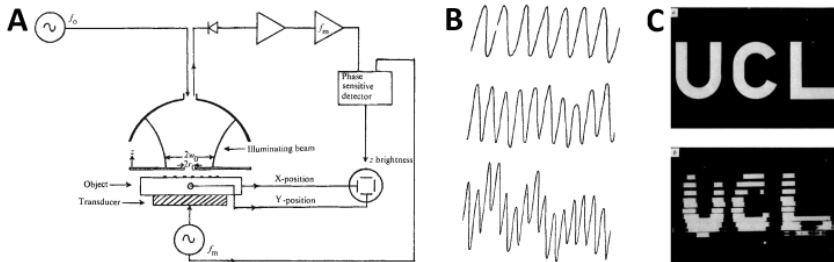 A
f₀
fₘ
Phase
sensitive
detector
2w₀
Illuminating beam
z
2r₀
z brightness
Object
X-position
Transducer
Y-position
fₘ
B
C
UCL
UCL